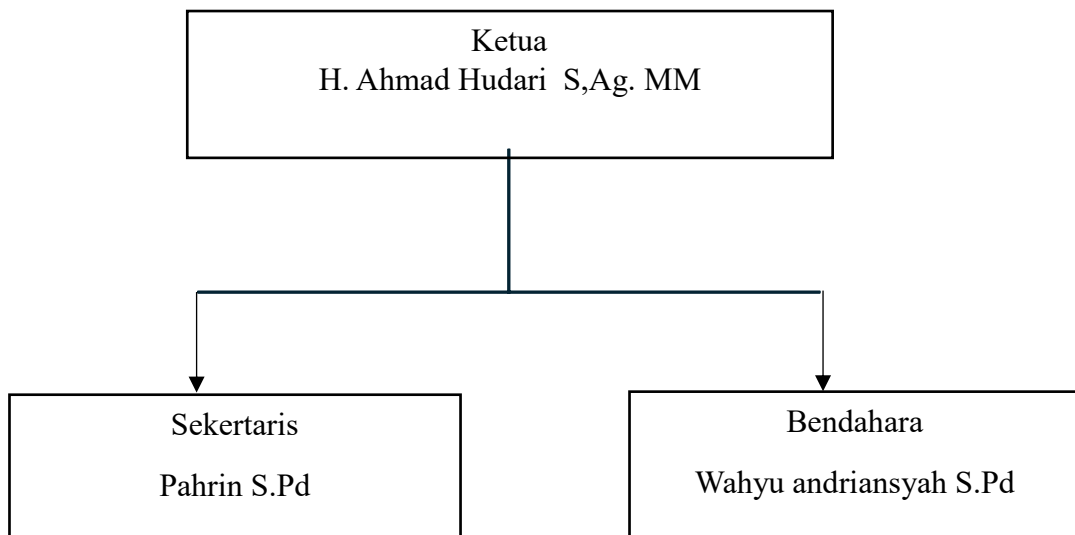 Ketua
H. Ahmad Hudari  S,Ag. MM
Sekertaris
Pahrin S.Pd
Bendahara
Wahyu andriansyah S.Pd